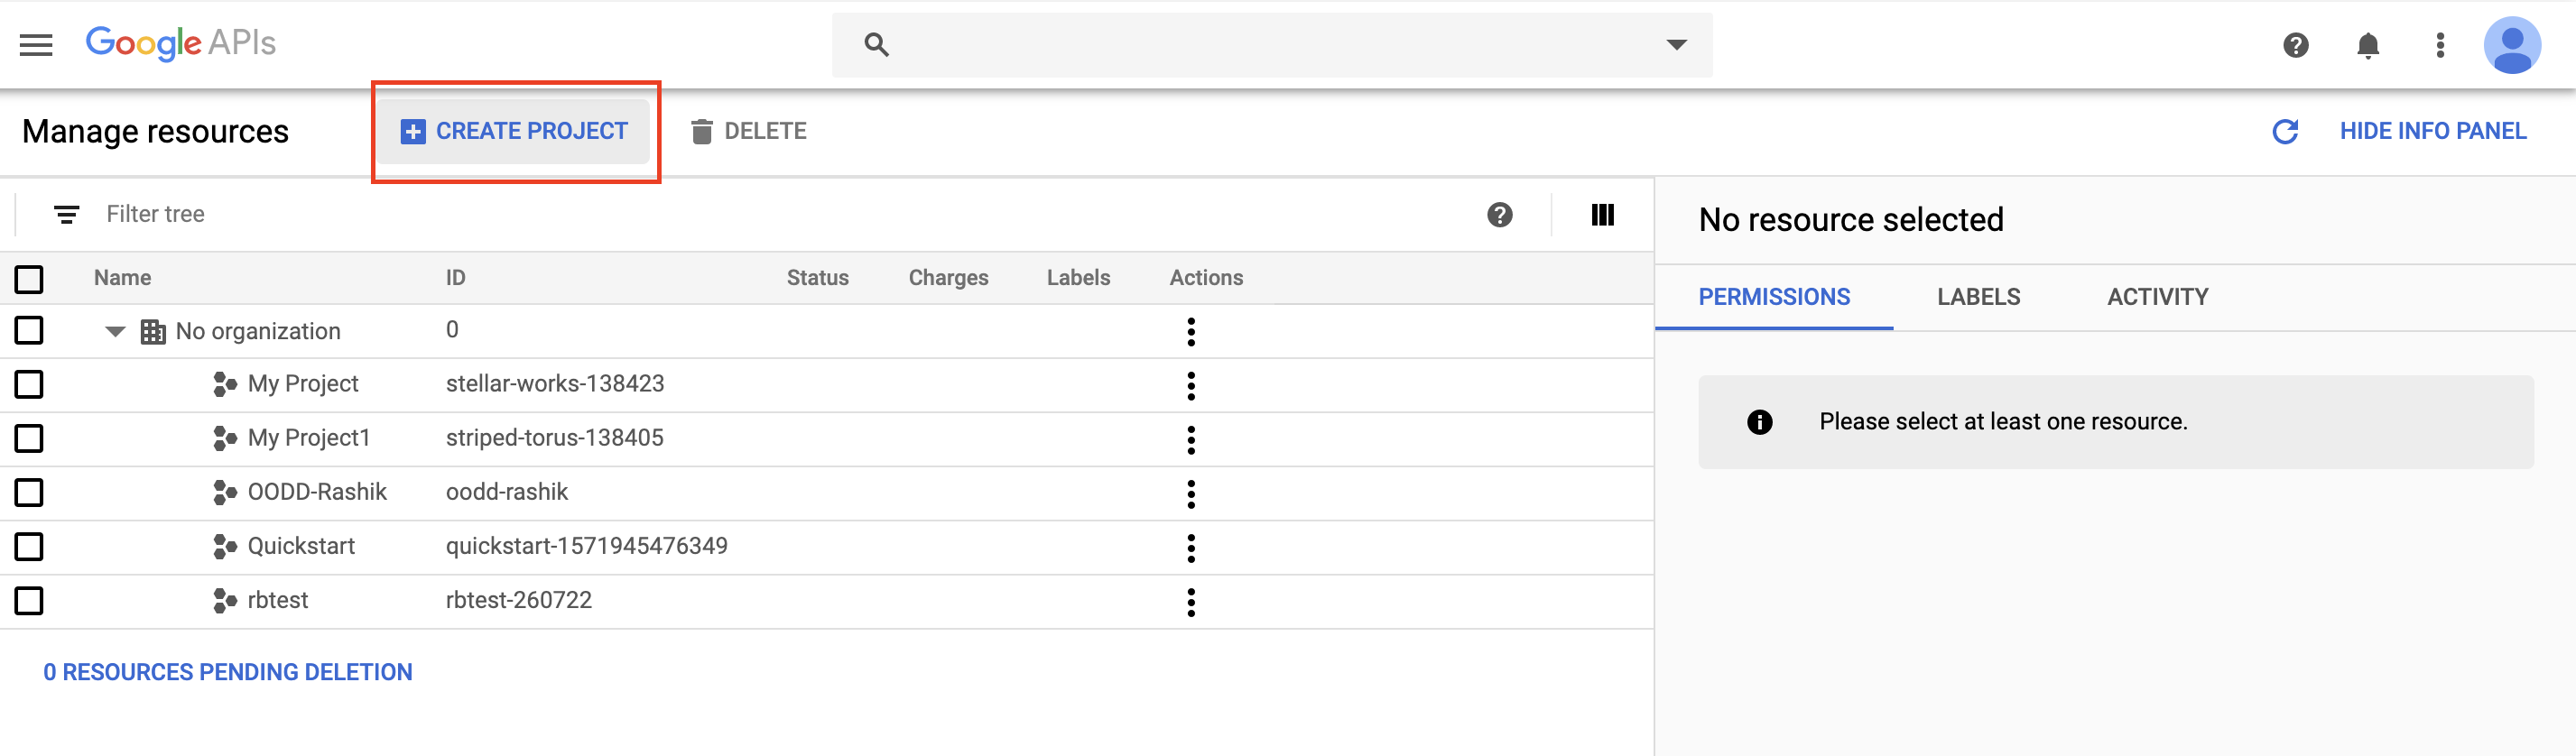 Google APIs
Manage resources
CREATE PROJECT
DELETE
HIDE INFO PANEL
Filter tree
Name ID Status Charges Labels Actions
No organization 0
My Project stellar-works-138423
My Project1 striped-torus-138405
OODD-Rashik oodd-rashik
Quickstart quickstart-1571945476349
rbtest rbtest-260722
0 RESOURCES PENDING DELETION
No resource selected
PERMISSIONS LABELS ACTIVITY
Please select at least one resource.